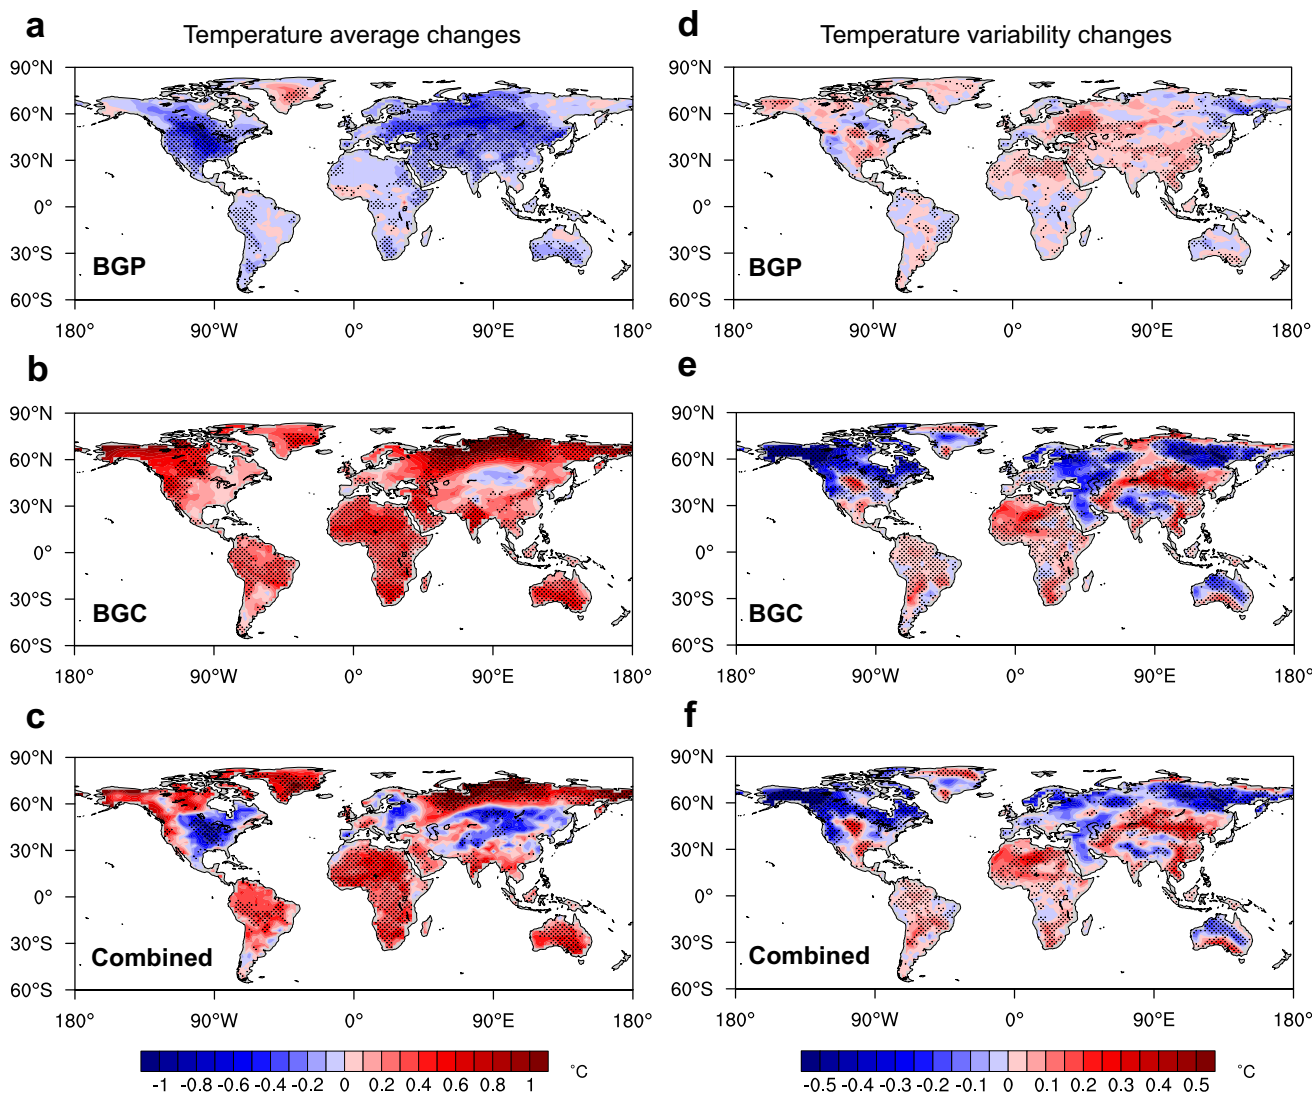 a
Temperature average changes
90°N
60°N
30°N
0°
30°S
60°S
BGP
180°
90°W
0°
90°E
180°
d
Temperature variability changes
90°N
60°N
30°N
0°
30°S
60°S
BGP
180°
90°W
0°
90°E
180°
b
90°N
60°N
30°N
0°
30°S
60°S
BGC
180°
90°W
0°
90°E
180°
e
90°N
60°N
30°N
0°
30°S
60°S
BGC
180°
90°W
0°
90°E
180°
c
90°N
60°N
30°N
0°
30°S
60°S
Combined
180°
90°W
0°
90°E
180°
-1 -0.8 -0.6 -0.4 -0.2 0 0.2 0.4 0.6 0.8 1 °C
f
90°N
60°N
30°N
0°
30°S
60°S
Combined
180°
90°W
0°
90°E
180°
-0.5 -0.4 -0.3 -0.2 -0.1 0 0.1 0.2 0.3 0.4 0.5 °C